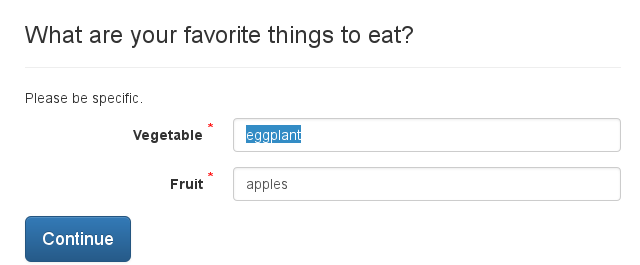 What are your favorite things to eat?
Please be specific.
Vegetable * eggplant
Fruit * apples
Continue